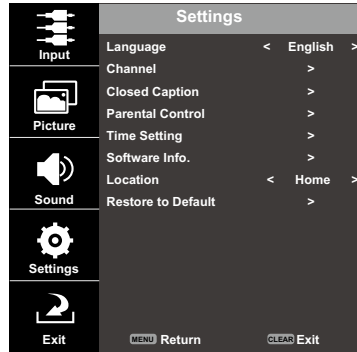 Settings
Input
Language < English >
Channel >
Closed Caption >
Picture
Parental Control >
Time Setting >
Software Info. >
Sound
Location < Home >
Restore to Default >
Settings
Exit
MENU Return CLEAR Exit